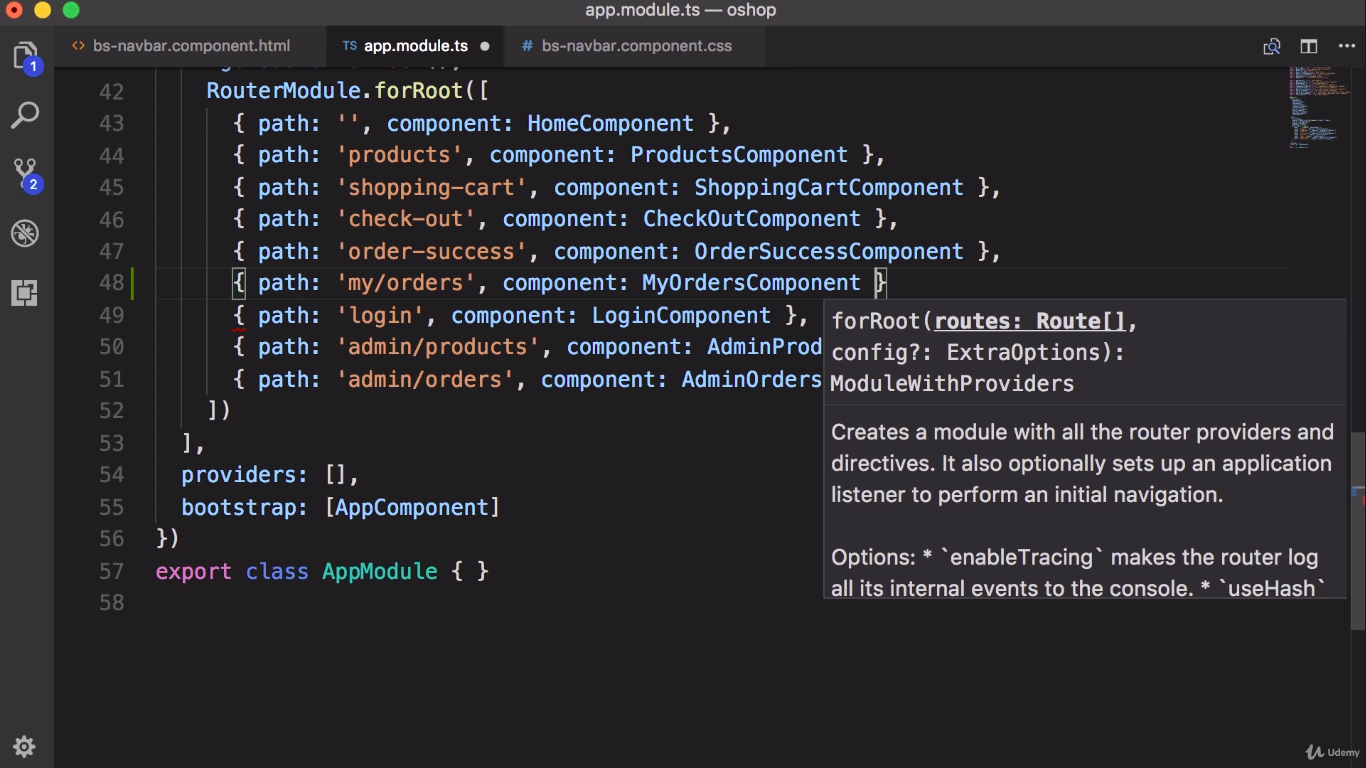 app.module.ts — oshop
<> bs-navbar.component.html
TS app.module.ts ●
# bs-navbar.component.css
1
2
42 RouterModule.forRoot([
43 { path: '', component: HomeComponent },
44 { path: 'products', component: ProductsComponent },
45 { path: 'shopping-cart', component: ShoppingCartComponent },
46 { path: 'check-out', component: CheckOutComponent },
47 { path: 'order-success', component: OrderSuccessComponent },
48 { path: 'my/orders', component: MyOrdersComponent }
49 { path: 'login', component: LoginComponent },
50 { path: 'admin/products', component: AdminProd
51 { path: 'admin/orders', component: AdminOrders
52 ])
53 ],
54 providers: [],
55 bootstrap: [AppComponent]
56 })
57 export class AppModule { }
58
forRoot(routes: Route[],
config?: ExtraOptions):
ModuleWithProviders
Creates a module with all the router providers and
directives. It also optionally sets up an application
listener to perform an initial navigation.
Options: * `enableTracing` makes the router log
all its internal events to the console. * `useHash`
Udemy